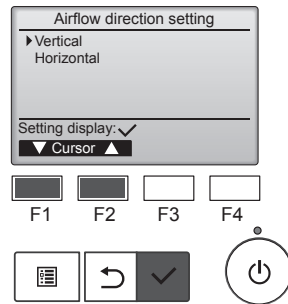 Airflow direction setting
Vertical
Horizontal
Setting display:
Cursor
F1 F2 F3 F4